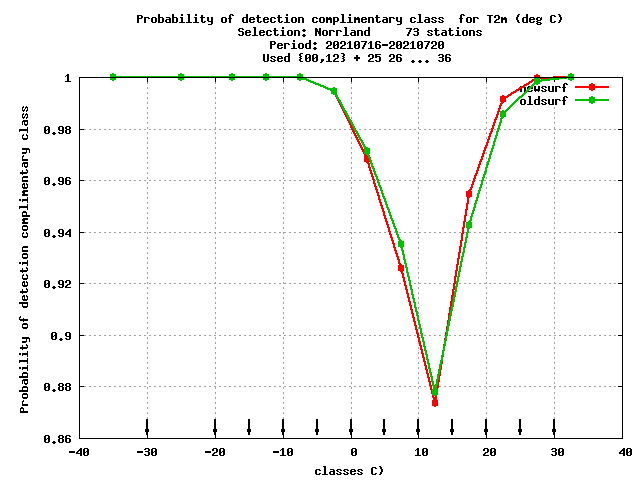 Probability of detection complimentary class  for T2m (deg C)
Selection: Norrland     73 stations
Period: 20210716-20210720
Used {00,12} + 25 26 ... 36
Probability of detection complimentary class
1
0.98
0.96
0.94
0.92
0.9
0.88
0.86
newsurf
oldsurf
-40 -30 -20 -10 0 10 20 30 40
classes C)